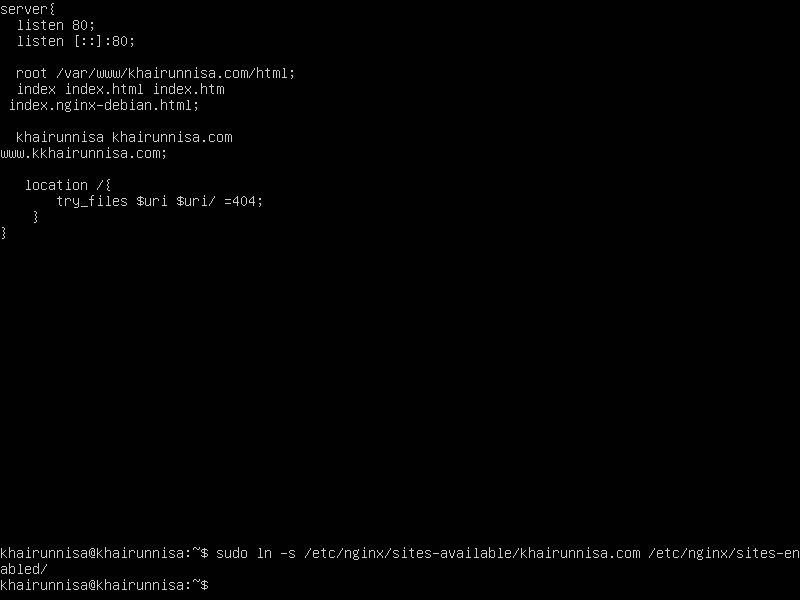 server{
  listen 80;
  listen [::]:80;
  root /var/www/khairunnisa.com/html;
  index index.html index.htm
 index.nginx-debian.html;
  khairunnisa khairunnisa.com
www.kkhairunnisa.com;
   location /{
       try_files $uri $uri/ =404;
    }
}
khairunnisa@khairunnisa:~$ sudo ln -s /etc/nginx/sites-available/khairunnisa.com /etc/nginx/sites-en
abled/
khairunnisa@khairunnisa:~$